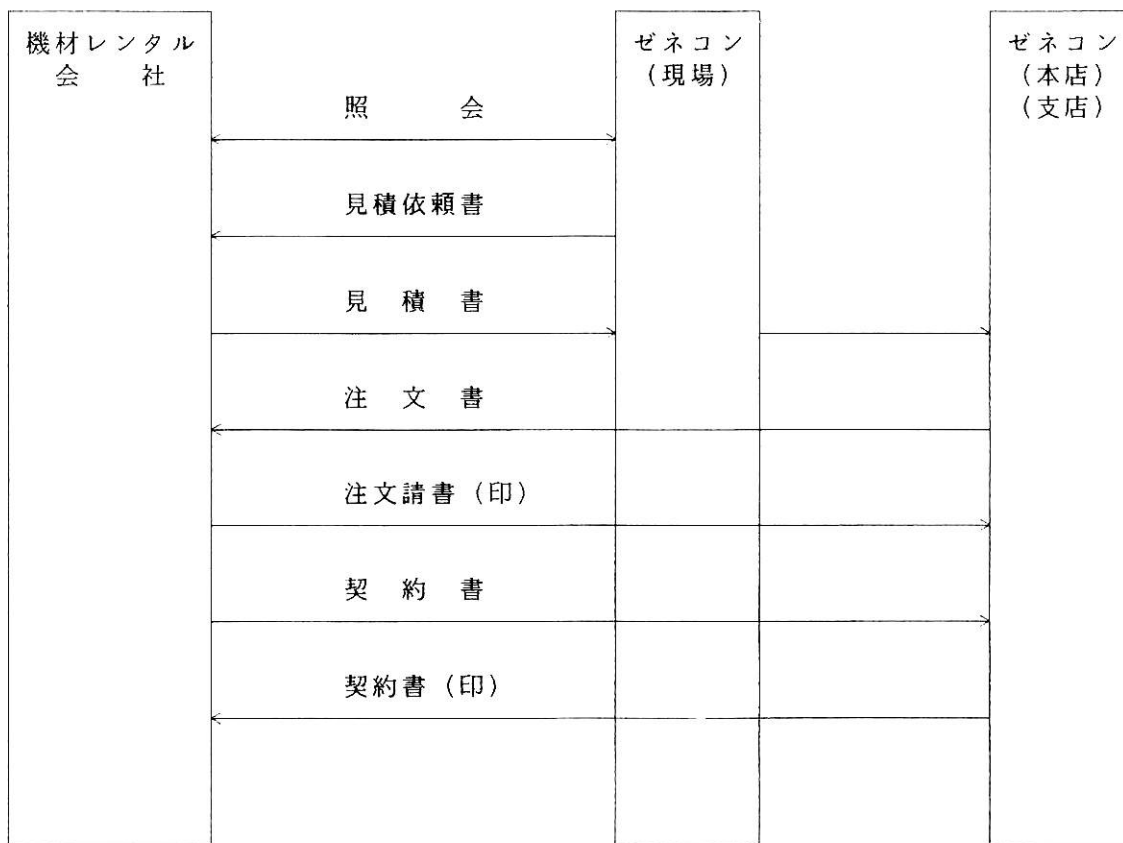 機材レンタル
会　社
ゼネコン
（現場）
ゼネコン
（本店）
（支店）
照　会
見積依頼書
見　積　書
注　文　書
注文請書（印）
契　約　書
契約書（印）